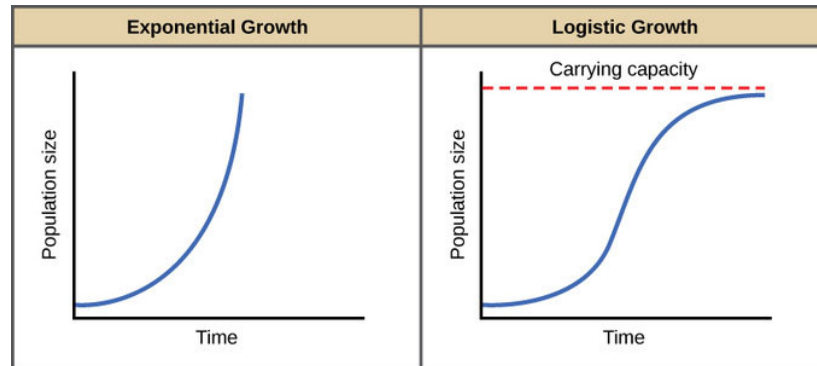 Exponential Growth
Logistic Growth
Population size
Time
Carrying capacity
Population size
Time